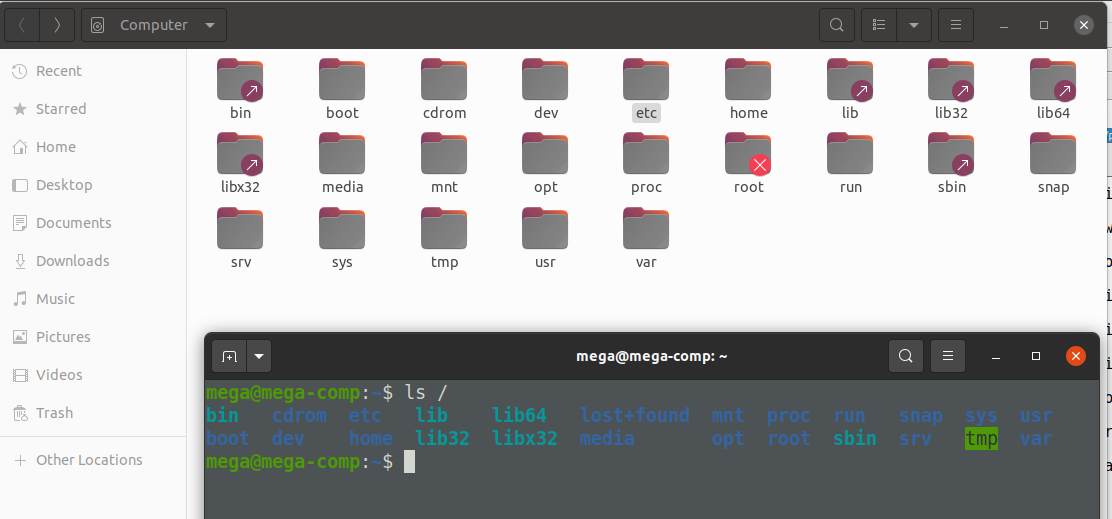 Computer
Recent
Starred
Home
Desktop
Documents
Downloads
Music
Pictures
Videos
Trash
Other Locations
bin boot cdrom dev etc home lib lib32 lib64
libx32 media mnt opt proc root run sbin snap
srv sys tmp usr var
mega@mega-comp: ~
mega@mega-comp:~$ ls /
bin cdrom etc lib lib64 lost+found mnt proc run snap sys usr
boot dev home lib32 libx32 media opt root sbin srv tmp var
mega@mega-comp:~$